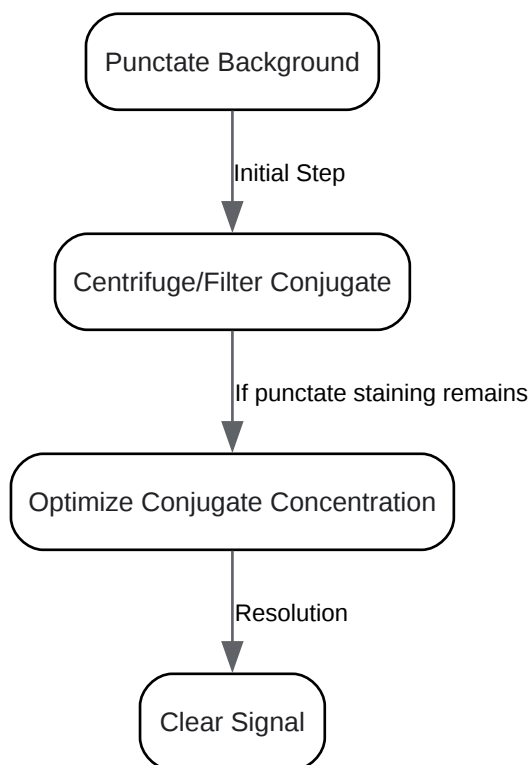 Punctate Background
Initial Step
Centrifuge/Filter Conjugate
If punctate staining remains
Optimize Conjugate Concentration
Resolution
Clear Signal